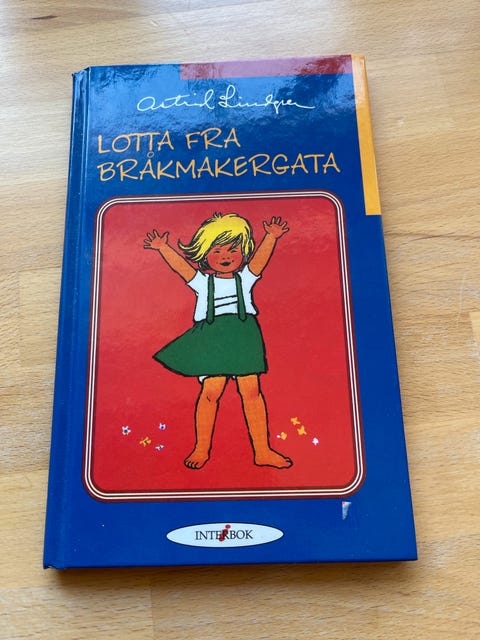 Astrid Lindgren
LOTTA FRA
BRÅKMAKERGATA
INTERBOK